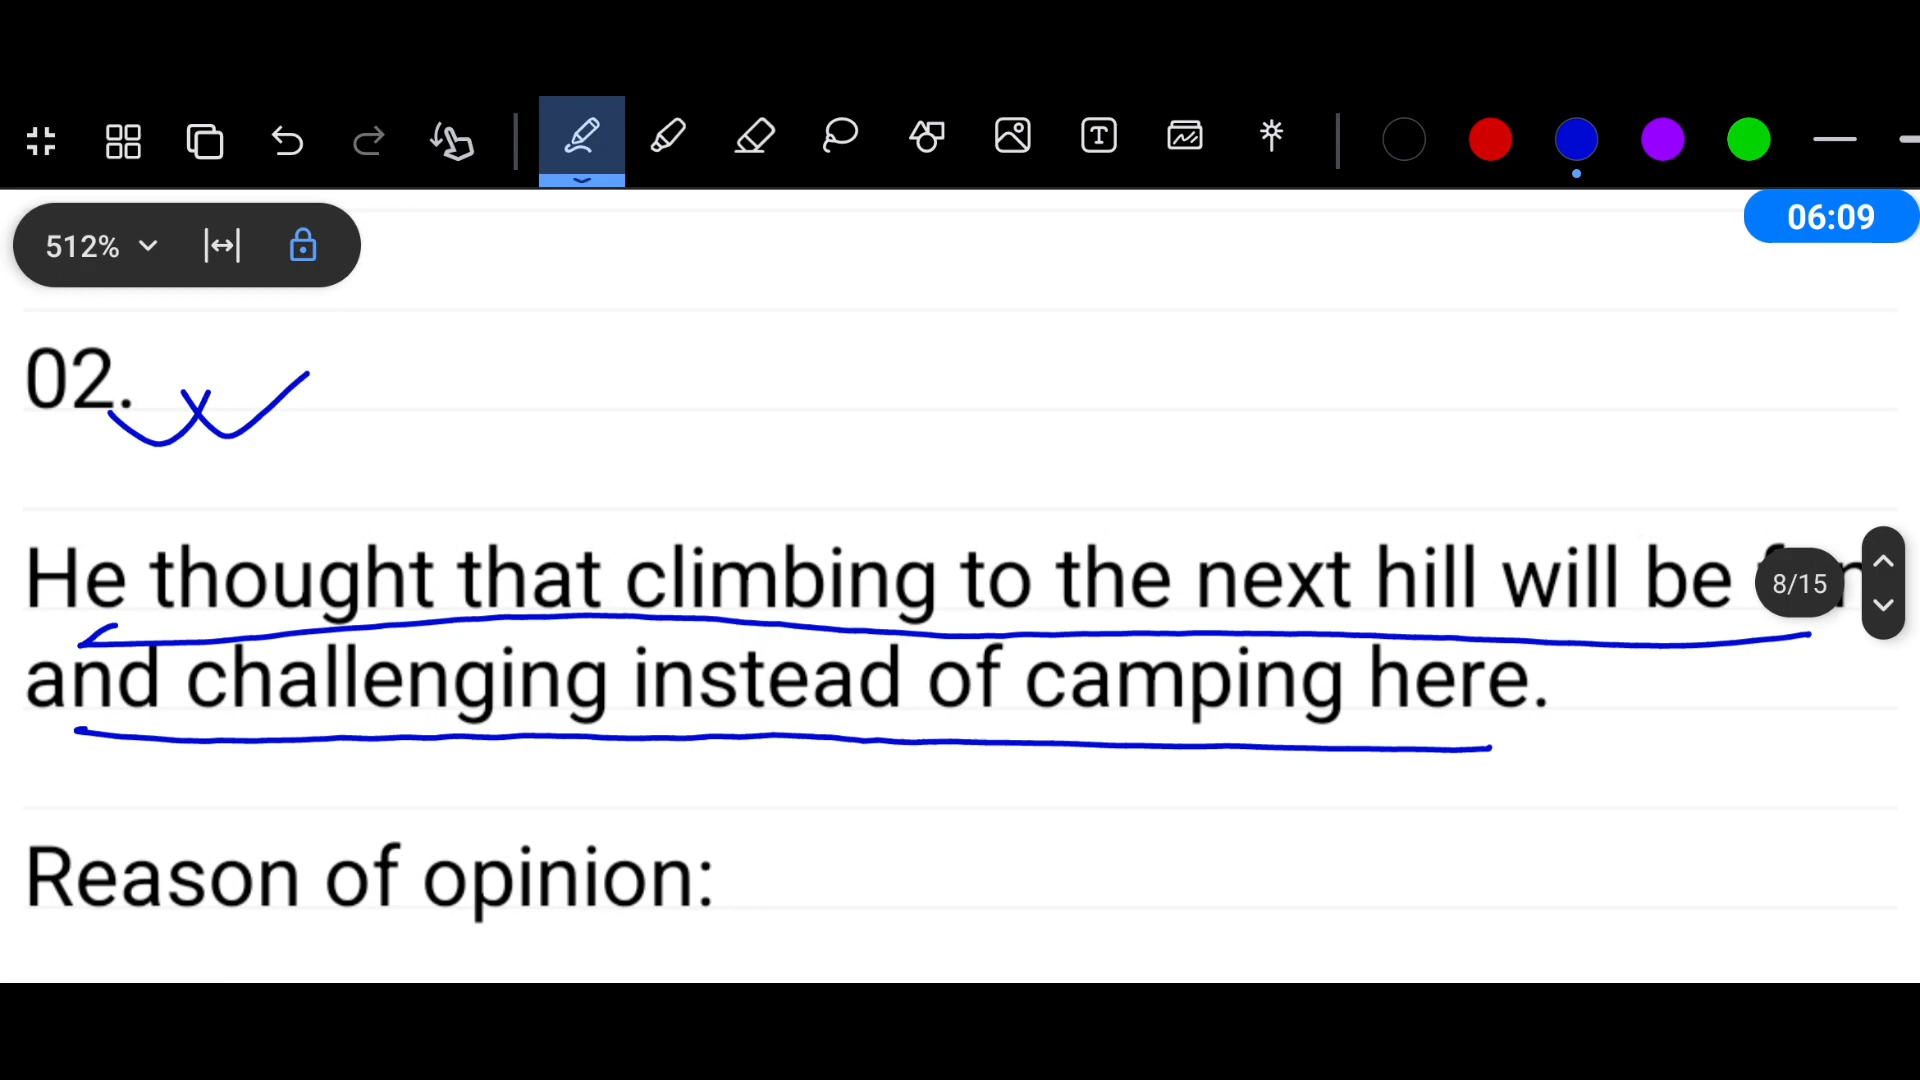 512%
06:09
02.
He thought that climbing to the next hill will be
8/15
and challenging instead of camping here.
Reason of opinion: